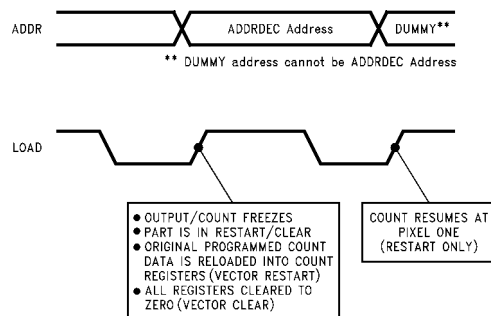 ADDR
ADDRDEC Address
DUMMY**
** DUMMY address cannot be ADDRDEC Address
LOAD
● OUTPUT/COUNT FREEZES
● PART IS IN RESTART/CLEAR
● ORIGINAL PROGRAMMED COUNT
DATA IS RELOADED INTO COUNT
REGISTERS (VECTOR RESTART)
● ALL REGISTERS CLEARED TO
ZERO (VECTOR CLEAR)
COUNT RESUMES AT
PIXEL ONE
(RESTART ONLY)